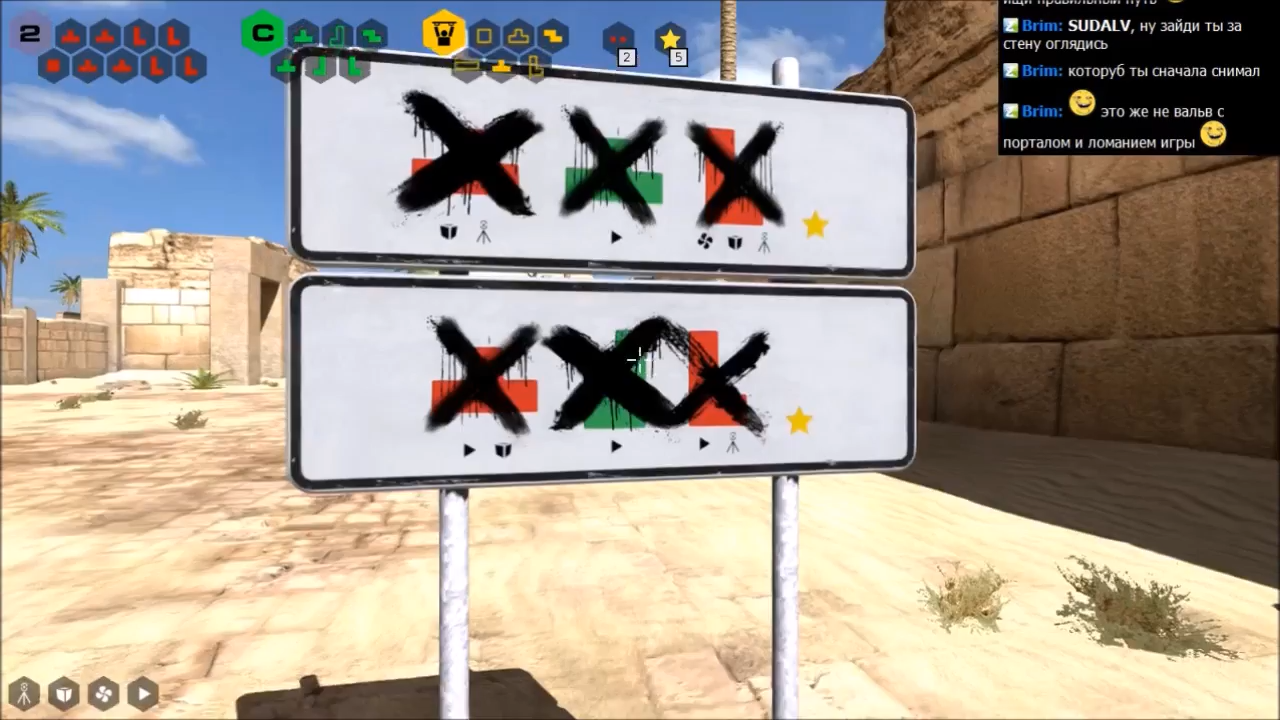 2
C
2
5
ищи правильный путь
Brim: SUDALV, ну зайди ты за
стену оглядись
Brim: которуб ты сначала снимал
Brim: это же не вальв с
порталом и ломанием игры